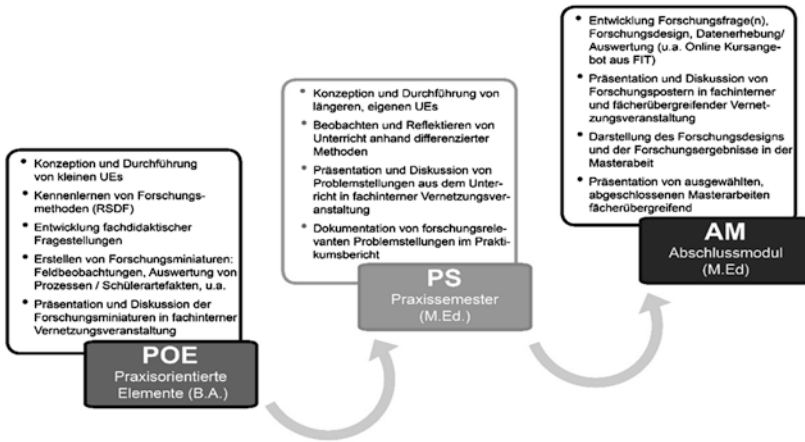 • Konzeption und Durchführung
von kleinen UEs
• Kennenlernen von Forschungs-
methoden (RSDF)
• Entwicklung fachdidaktischer
Fragestellungen
• Erstellen von Forschungsminiaturen:
Feldbeobachtungen, Auswertung von
Prozessen / Schülerartefakten, u.a.
• Präsentation und Diskussion der
Forschungsminiaturen in fachinterner
Vernetzungsveranstaltung
POE
Praxisorientierte
Elemente (B.A.)
• Konzeption und Durchführung von
längeren, eigenen UEs
• Beobachten und Reflektieren von
Unterricht anhand differenzierter
Methoden
• Präsentation und Diskussion von
Problemstellungen aus dem Unter-
richt in fachinterner Vernetzungsver-
anstaltung
• Dokumentation von forschungsrele-
vanten Problemstellungen im Prakti-
kumsbericht
PS
Praxissemester
(M.Ed.)
• Entwicklung Forschungsfrage(n),
Forschungsdesign, Datenerhebung/
Auswertung (u.a. Online Kursange-
bot aus FIT)
• Präsentation und Diskussion von
Forschungspostern in fachinterner
und fächerübergreifender Vernet-
zungsveranstaltung
• Darstellung des Forschungsdesigns
und der Forschungsergebnisse in der
Masterabeit
• Präsentation von ausgewählten,
abgeschlossenen Masterarbeiten
fächerübergreifend
AM
Abschlussmodul
(M.Ed)